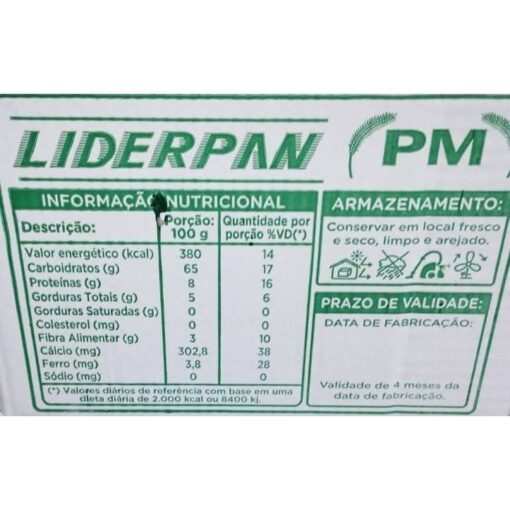 LIDERPAN
PM
INFORMAÇÃO NUTRICIONAL
Descrição: Porção: 100 g Quantidade por porção %VD(*)
Valor energético (kcal) 380 14
Carboidratos (g) 65 17
Proteínas (g) 8 16
Gorduras Totais (g) 5 6
Gorduras Saturadas (g) 0 0
Colesterol (mg) 0 0
Fibra Alimentar (g) 3 10
Cálcio (mg) 302,8 38
Ferro (mg) 3,8 28
Sódio (mg) 0 0
(*) Valores diários de referência com base em uma
dieta diária de 2.000 kcal ou 8400 kj.
ARMAZENAMENTO:
Conservar em local fresco
e seco, limpo e arejado.
PRAZO DE VALIDADE:
DATA DE FABRICAÇÃO:
Validade de 4 meses da
data de fabricação.